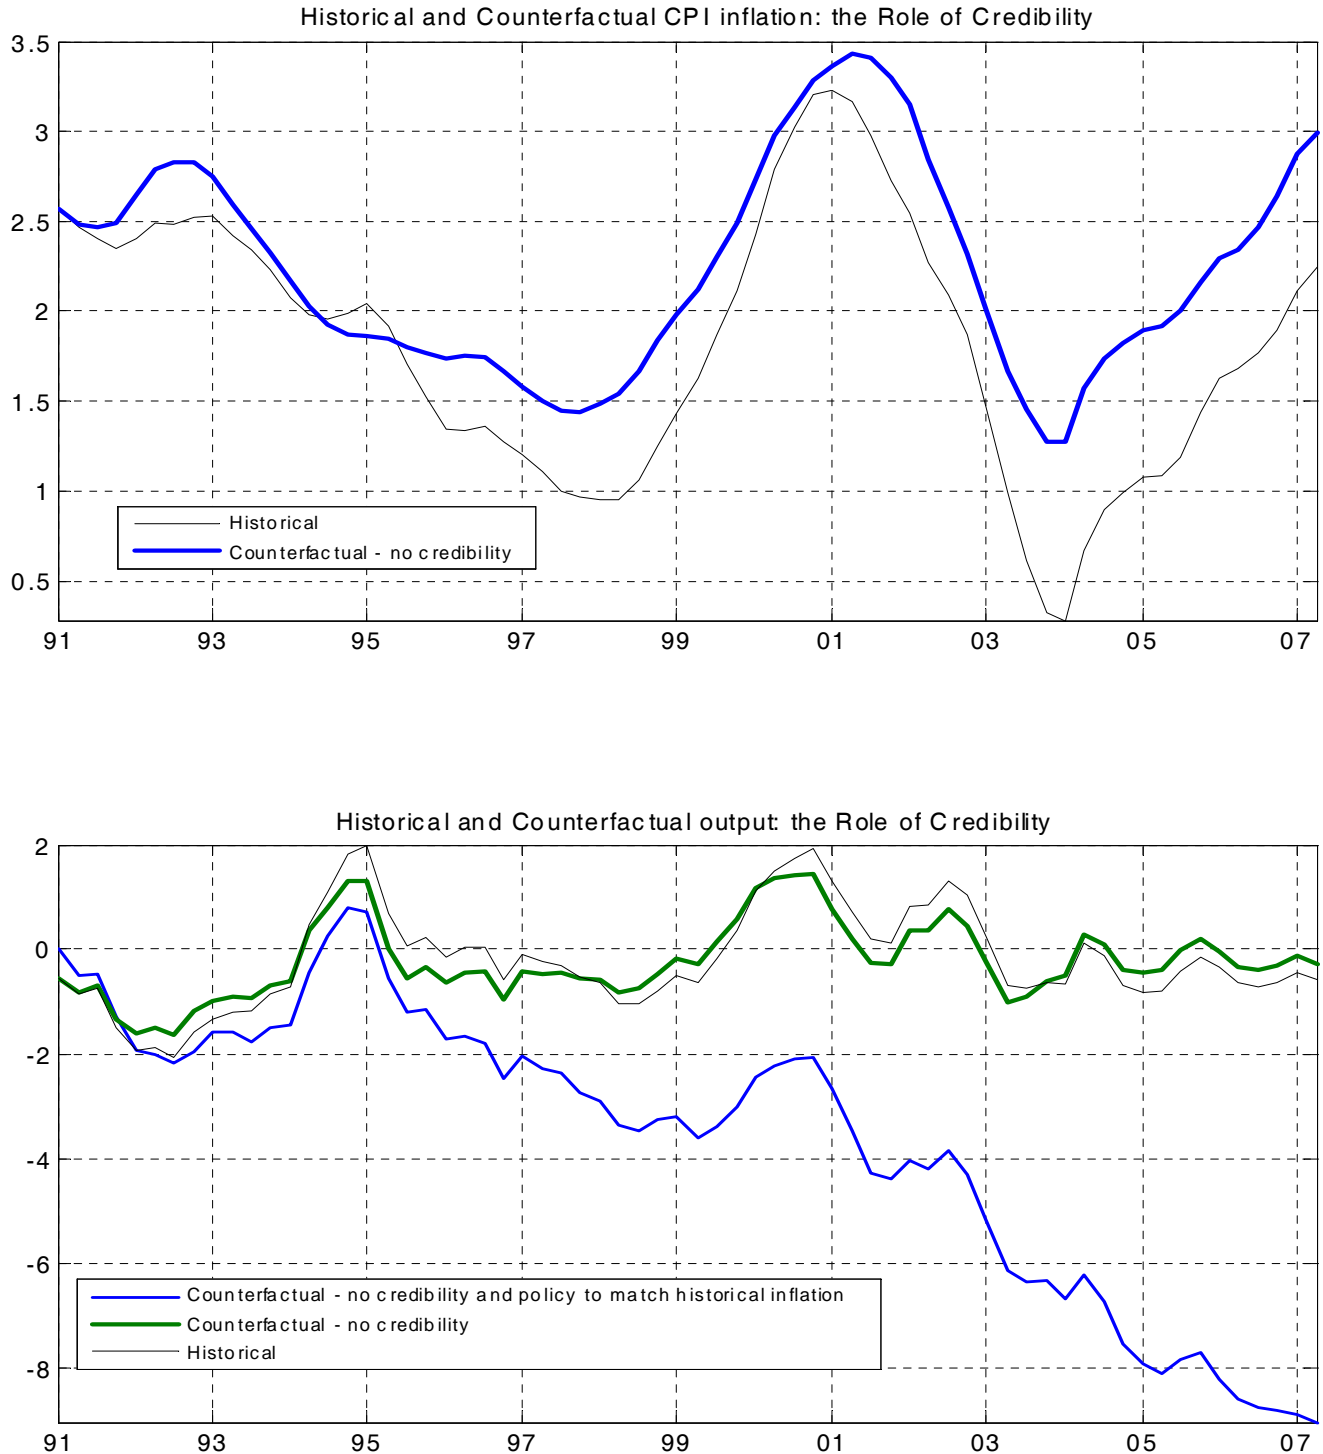 Historical and Counterfactual CPI inflation: the Role of Credibility
3.5
3
2.5
2
1.5
1
0.5
Historical
Counterfactual - no credibility
91 93 95 97 99 01 03 05 07
Historical and Counterfactual output: the Role of Credibility
2
0
-2
-4
-6
-8
Counterfactual - no credibility and policy to match historical inflation
Counterfactual - no credibility
Historical
91 93 95 97 99 01 03 05 07